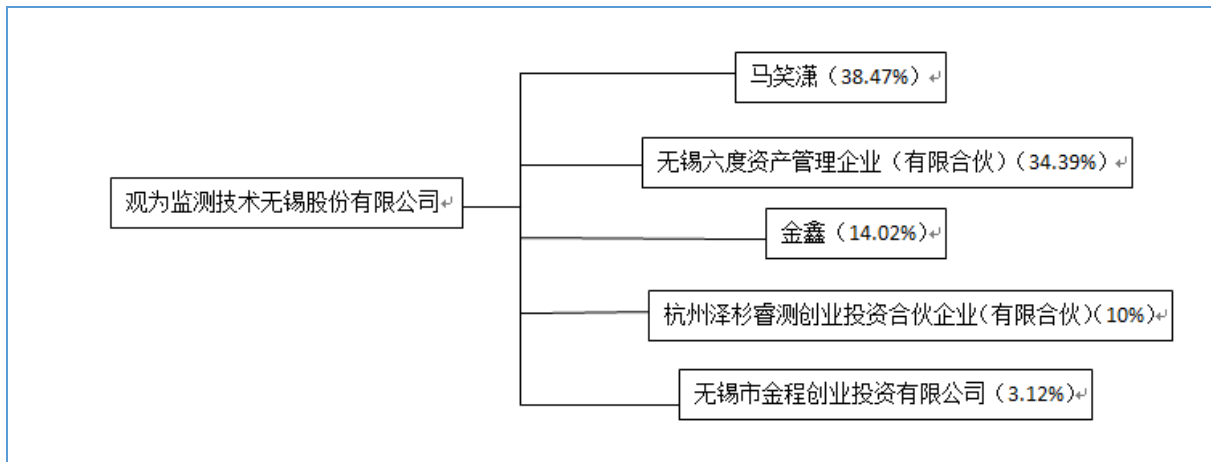 马笑潇（38.47%）
无锡六度资产管理企业（有限合伙）（34.39%）
观为监测技术无锡股份有限公司
金鑫（14.02%）
杭州泽杉睿测创业投资合伙企业(有限合伙)(10%)
无锡市金程创业投资有限公司（3.12%）